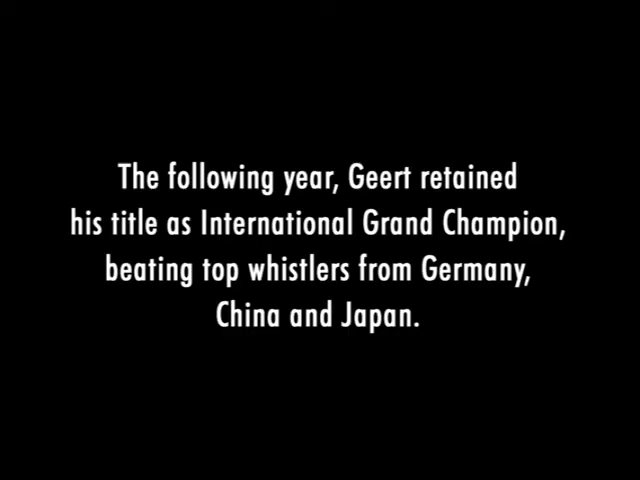 The following year, Geert retained
his title as International Grand Champion,
beating top whistlers from Germany,
China and Japan.